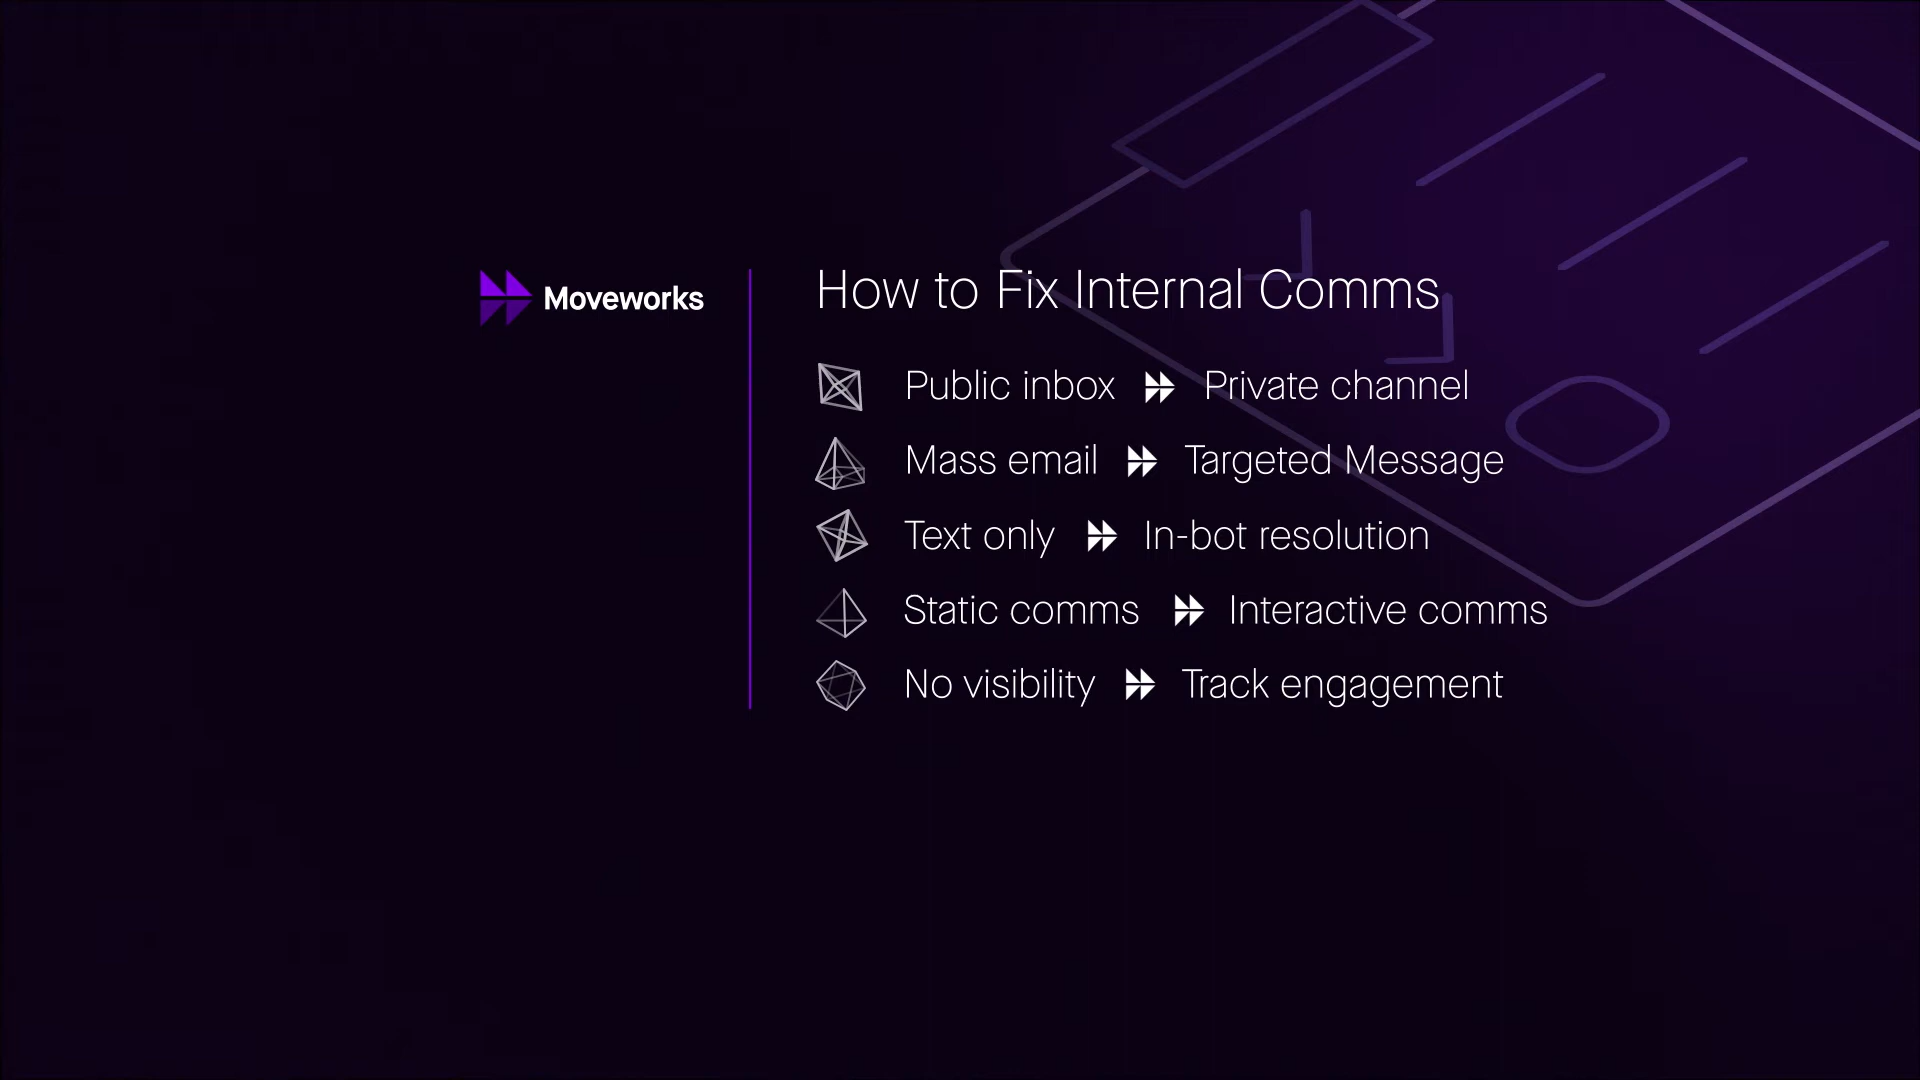 Moveworks
How to Fix Internal Comms
Public inbox Private channel
Mass email Targeted Message
Text only In-bot resolution
Static comms Interactive comms
No visibility Track engagement